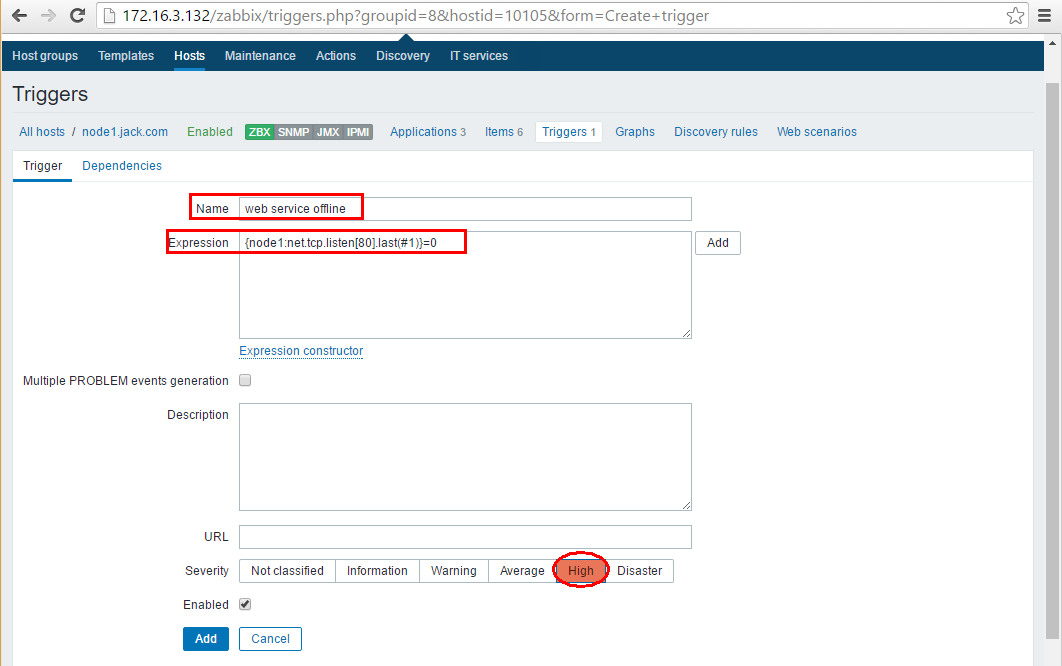 172.16.3.132/zabbix/triggers.php?groupid=8&hostid=10105&form=Create+trigger
Host groups Templates Hosts Maintenance Actions Discovery IT services
Triggers
All hosts / node1.jack.com Enabled ZBX SNMP JMX IPMI Applications 3 Items 6 Triggers 1 Graphs Discovery rules Web scenarios
Trigger Dependencies
Name web service offline
Expression {node1:net.tcp.listen[80].last(#1)}=0 Add
Expression constructor
Multiple PROBLEM events generation
Description
URL
Severity Not classified Information Warning Average High Disaster
Enabled
Add Cancel